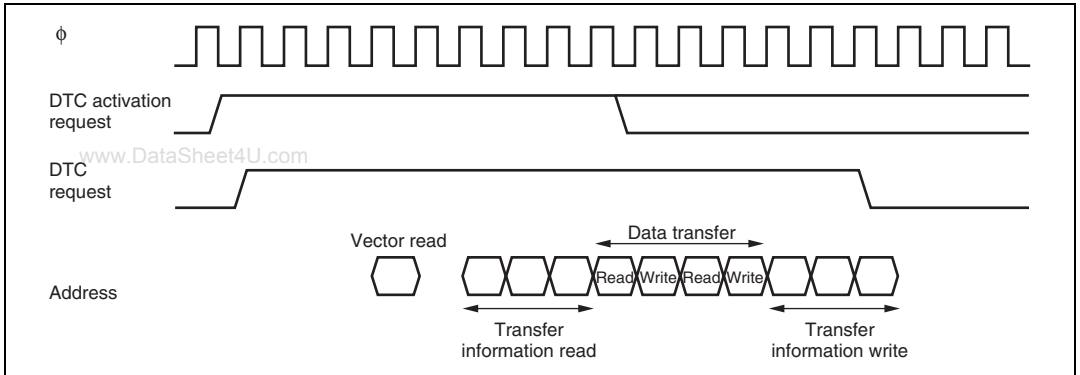 φ
DTC activation
request
www.DataSheet4U.com
DTC
request
Vector read
Data transfer
Read Write Read Write
Address
Transfer
information read
Transfer
information write